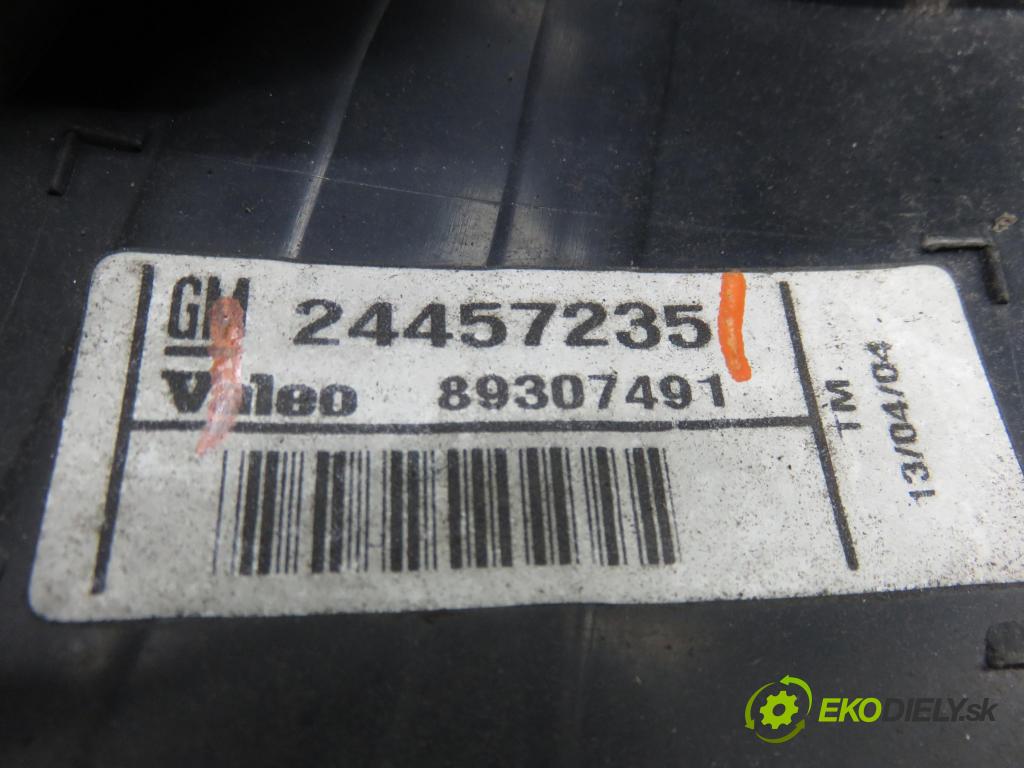 GM 24457235
Valeo 89307491
TM
13/04/04
EKODIELY.sk